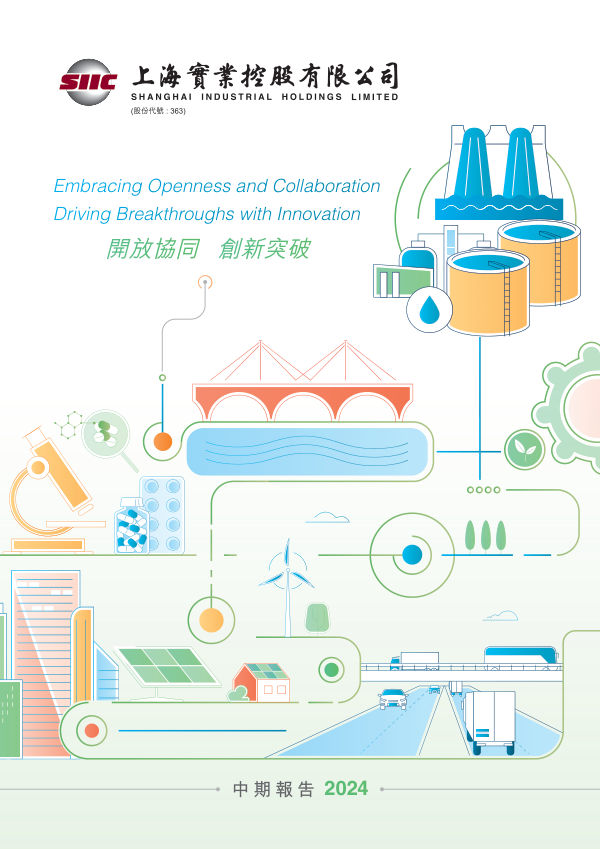 SIIC
上海實業控股有限公司
SHANGHAI INDUSTRIAL HOLDINGS LIMITED
(股份代號 : 363)
Embracing Openness and Collaboration
Driving Breakthroughs with Innovation
開放協同 創新突破
中期報告 2024